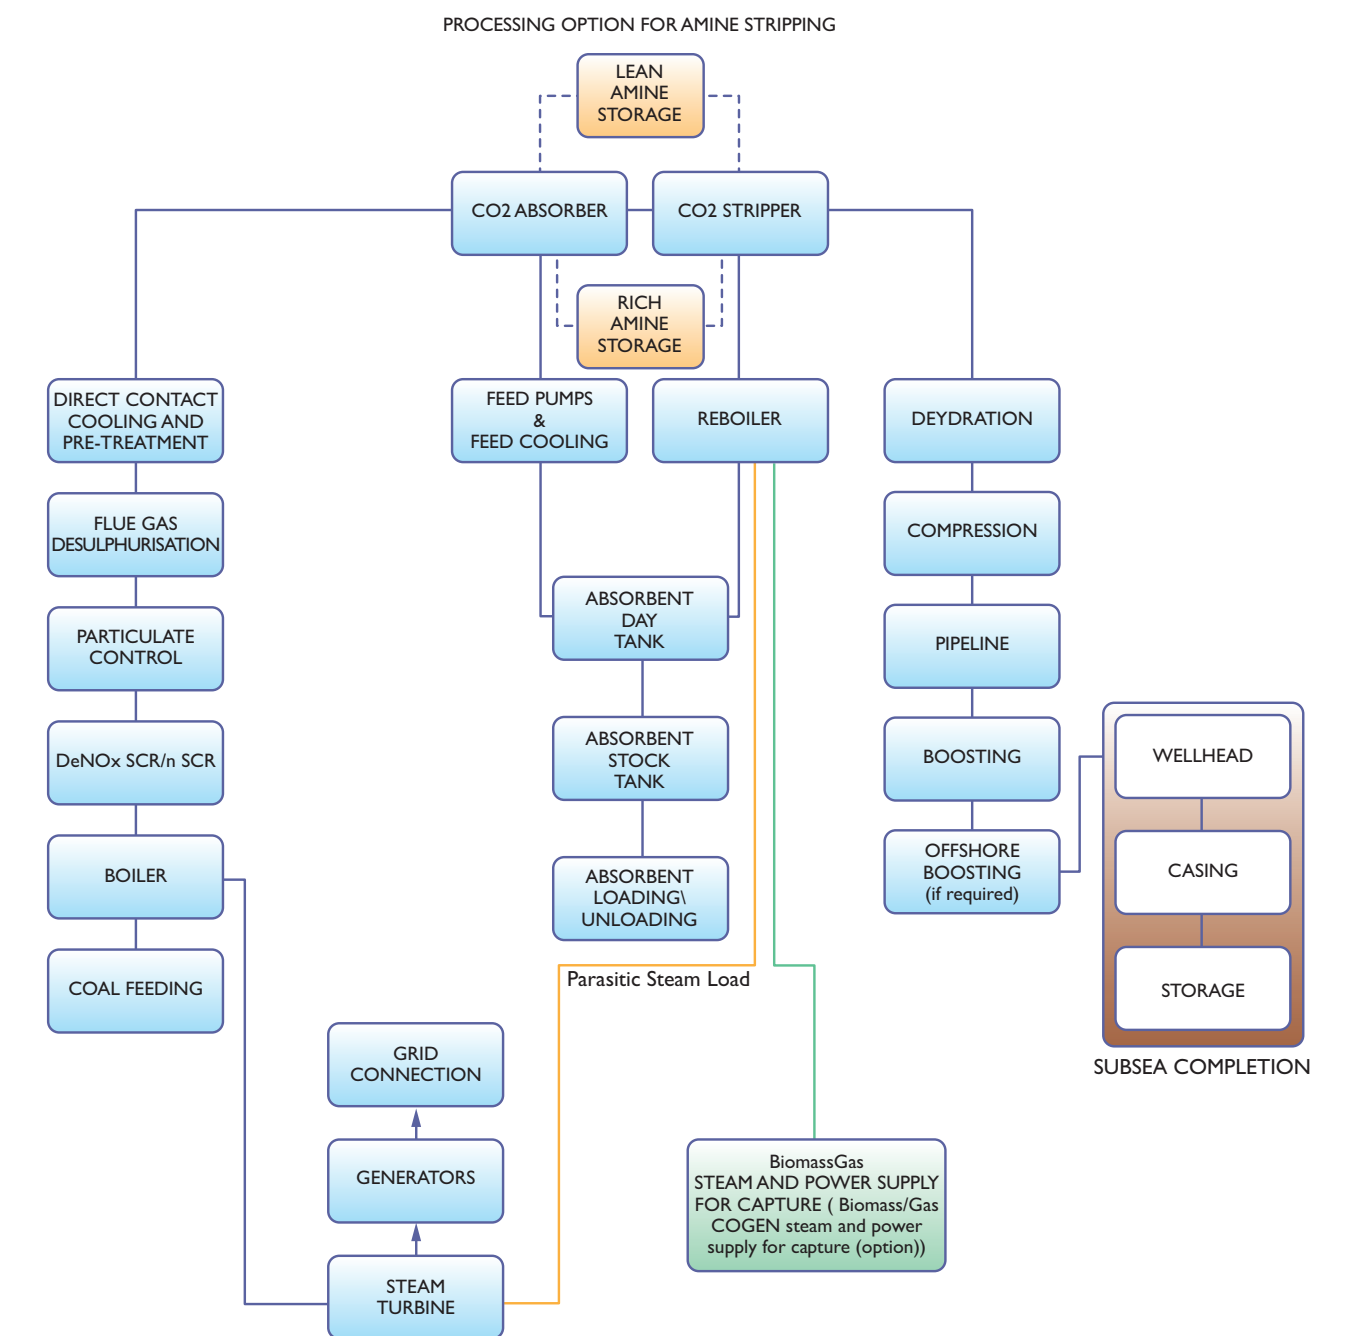 PROCESSING OPTION FOR AMINE STRIPPING
LEAN
AMINE
STORAGE
CO2 ABSORBER
CO2 STRIPPER
RICH
AMINE
STORAGE
DIRECT CONTACT
COOLING AND
PRE-TREATMENT
FEED PUMPS
&
FEED COOLING
REBOILER
DEYDRATION
FLUE GAS
DESULPHURISATION
COMPRESSION
ABSORBENT
DAY
TANK
PARTICULATE
CONTROL
PIPELINE
DeNOx SCR/n SCR
ABSORBENT
STOCK
TANK
BOOSTING
WELLHEAD
BOILER
ABSORBENT
LOADING\
UNLOADING
OFFSHORE
BOOSTING
(if required)
CASING
COAL FEEDING
Parasitic Steam Load
STORAGE
SUBSEA COMPLETION
GRID
CONNECTION
GENERATORS
BiomassGas
STEAM AND POWER SUPPLY
FOR CAPTURE ( Biomass/Gas
COGEN steam and power
supply for capture (option))
STEAM
TURBINE